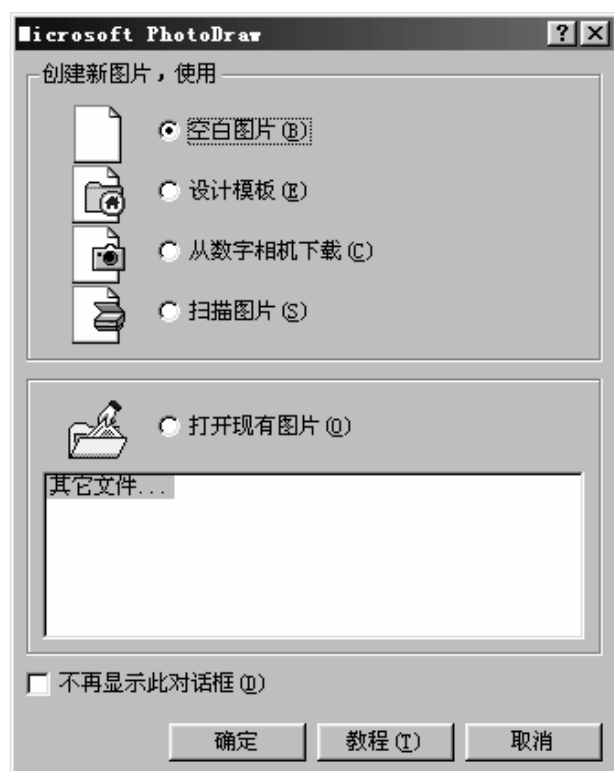 Microsoft PhotoDraw
创建新图片，使用
空白图片(B)
设计模板(E)
从数字相机下载(C)
扫描图片(S)
打开现有图片(O)
其它文件...
不再显示此对话框(D)
确定
教程(T)
取消